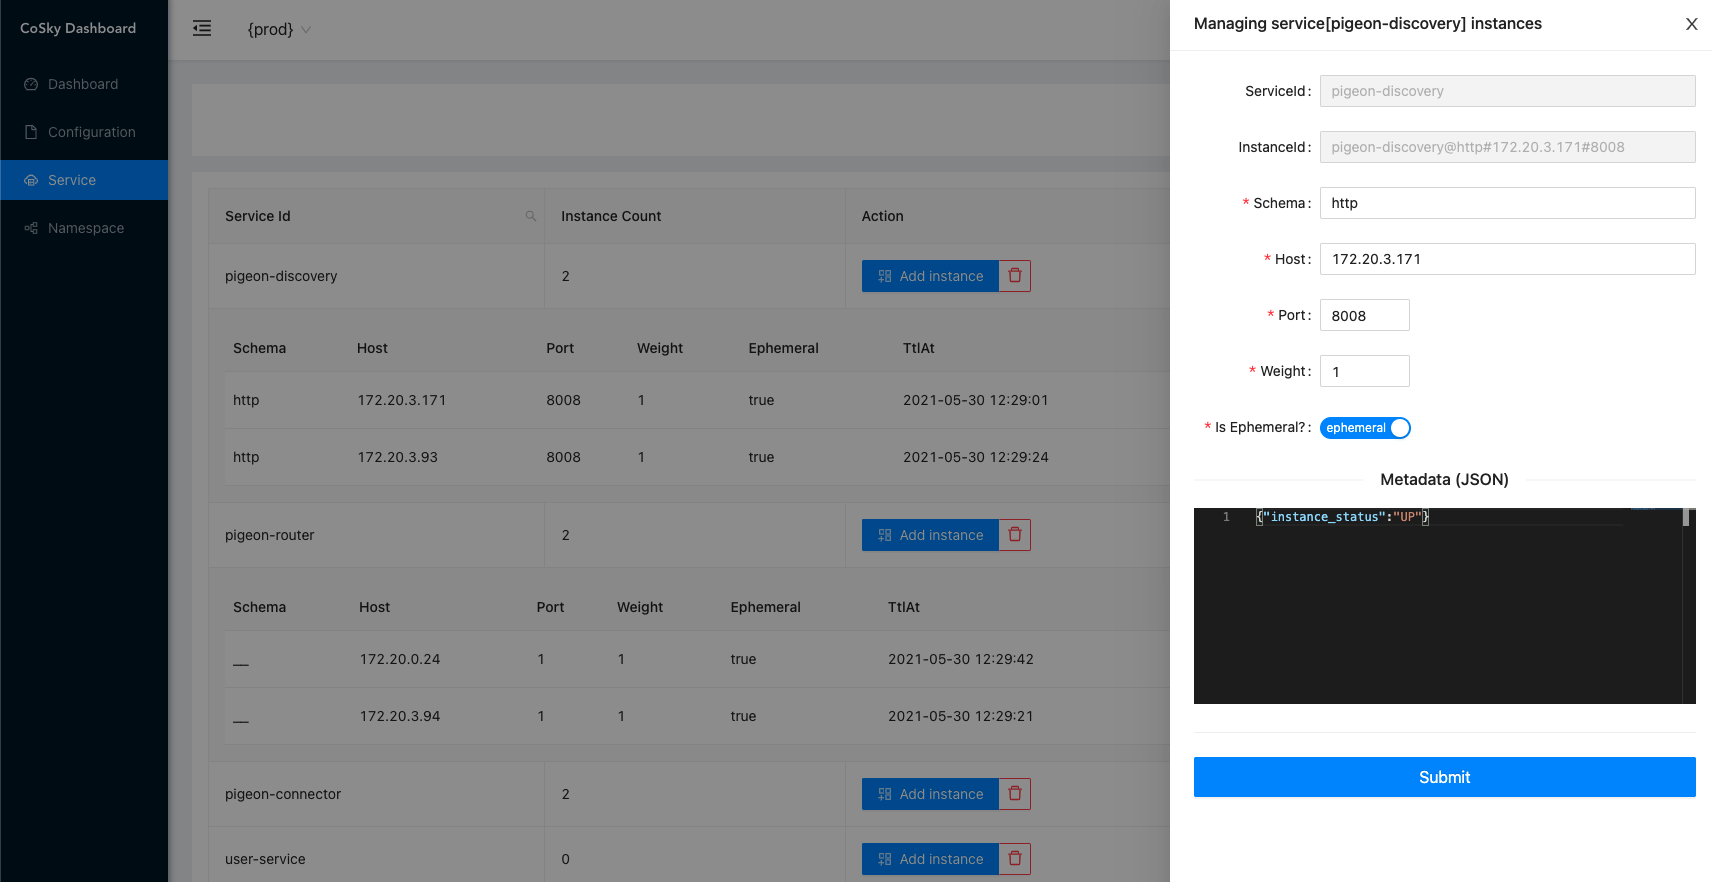 CoSky Dashboard
Dashboard
Configuration
Service
Namespace
{prod}
Service Id Instance Count Action
pigeon-discovery 2 Add instance
Schema Host Port Weight Ephemeral TtlAt
http 172.20.3.171 8008 1 true 2021-05-30 12:29:01
http 172.20.3.93 8008 1 true 2021-05-30 12:29:24
pigeon-router 2 Add instance
Schema Host Port Weight Ephemeral TtlAt
__ 172.20.0.24 1 1 true 2021-05-30 12:29:42
__ 172.20.3.94 1 1 true 2021-05-30 12:29:21
pigeon-connector 2 Add instance
user-service 0 Add instance
Managing service[pigeon-discovery] instances
ServiceId: pigeon-discovery
InstanceId: pigeon-discovery@http#172.20.3.171#8008
* Schema: http
* Host: 172.20.3.171
* Port: 8008
* Weight: 1
* Is Ephemeral?: ephemeral
Metadata (JSON)
1 {"instance_status":"UP"}
Submit